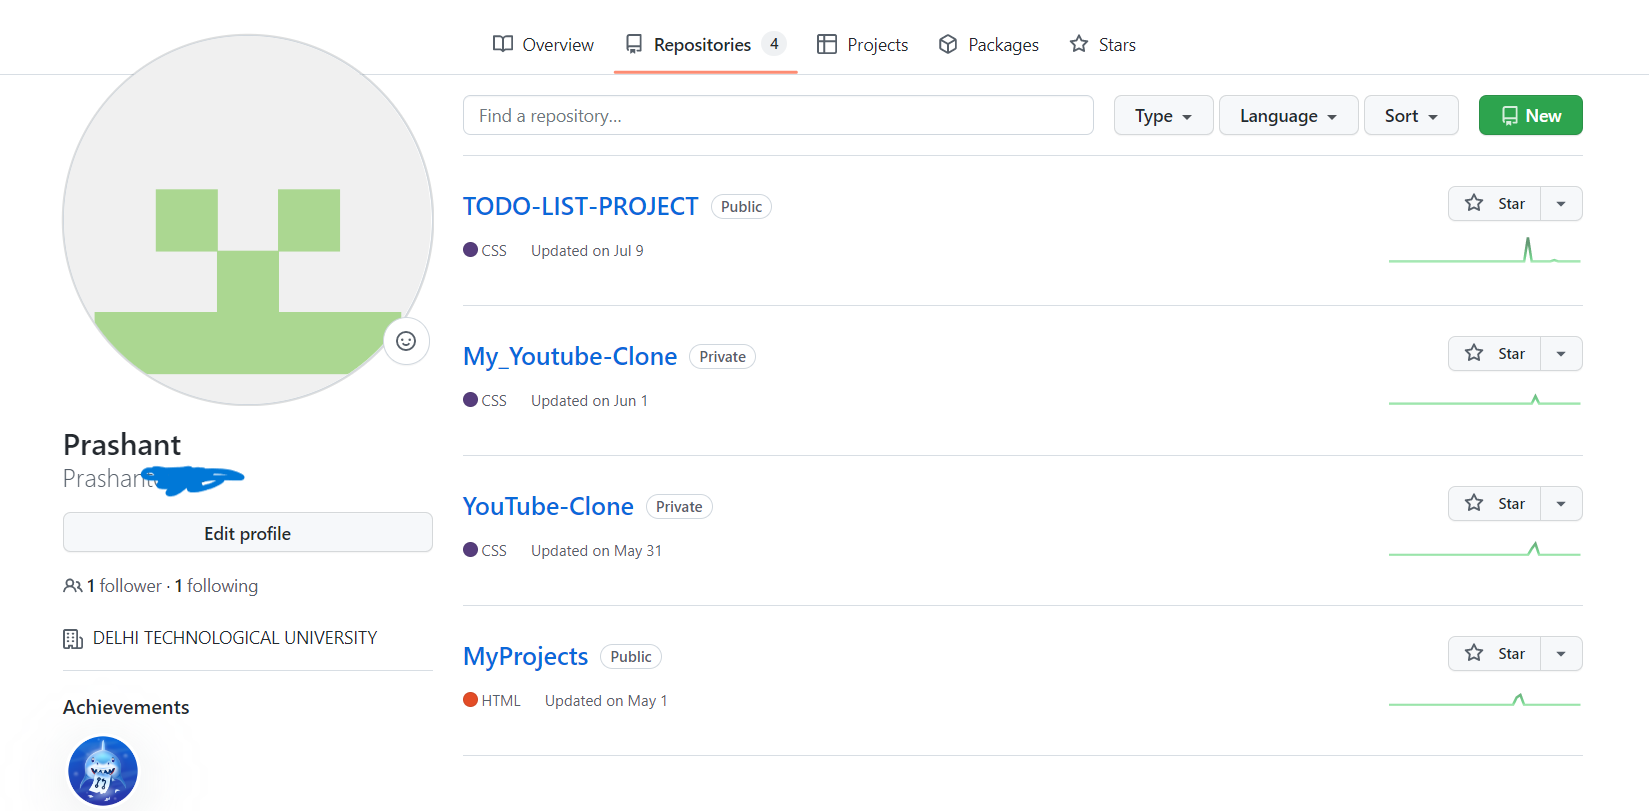 Overview Repositories 4 Projects Packages Stars
Find a repository... Type Language Sort New
TODO-LIST-PROJECT Public Star
CSS Updated on Jul 9
My_Youtube-Clone Private Star
CSS Updated on Jun 1
YouTube-Clone Private Star
CSS Updated on May 31
MyProjects Public Star
HTML Updated on May 1
Prashant
Prashant
Edit profile
1 follower · 1 following
DELHI TECHNOLOGICAL UNIVERSITY
Achievements